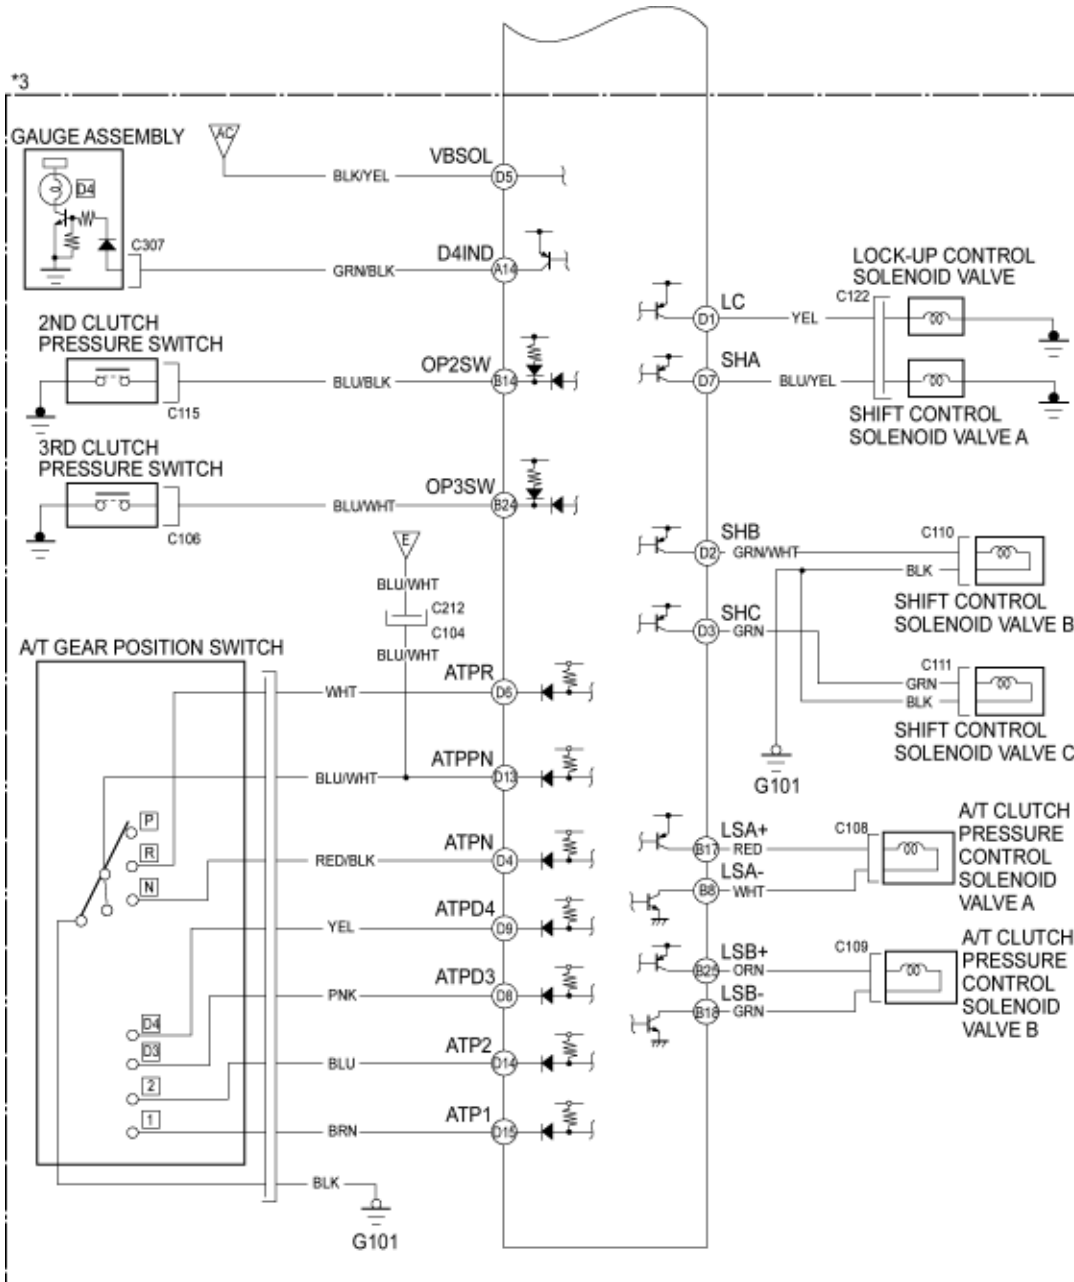 *3
GAUGE ASSEMBLY
AC
VBSOL
BLK/YEL
D5
D4
C307
D4IND
GRN/BLK
A14
2ND CLUTCH
PRESSURE SWITCH
OP2SW
BLU/BLK
B14
C115
3RD CLUTCH
PRESSURE SWITCH
OP3SW
BLU/WHT
B24
C106
E
BLU/WHT
C212
C104
BLU/WHT
A/T GEAR POSITION SWITCH
ATPR
WHT
D6
ATPPN
BLU/WHT
D13
P
R
N
ATPN
RED/BLK
D4
ATPD4
YEL
D9
ATPD3
PNK
D8
D4
D3
ATP2
BLU
D14
2
1
ATP1
BRN
D15
BLK
G101
LOCK-UP CONTROL
SOLENOID VALVE
LC
D1
YEL
C122
SHA
D7
BLU/YEL
SHIFT CONTROL
SOLENOID VALVE A
SHB
D2
GRN/WHT
C110
BLK
SHIFT CONTROL
SOLENOID VALVE B
SHC
D3
GRN
C111
GRN
BLK
SHIFT CONTROL
SOLENOID VALVE C
G101
LSA+
B17
RED
C108
LSA-
B8
WHT
A/T CLUTCH
PRESSURE
CONTROL
SOLENOID
VALVE A
LSB+
B25
ORN
C109
LSB-
B18
GRN
A/T CLUTCH
PRESSURE
CONTROL
SOLENOID
VALVE B